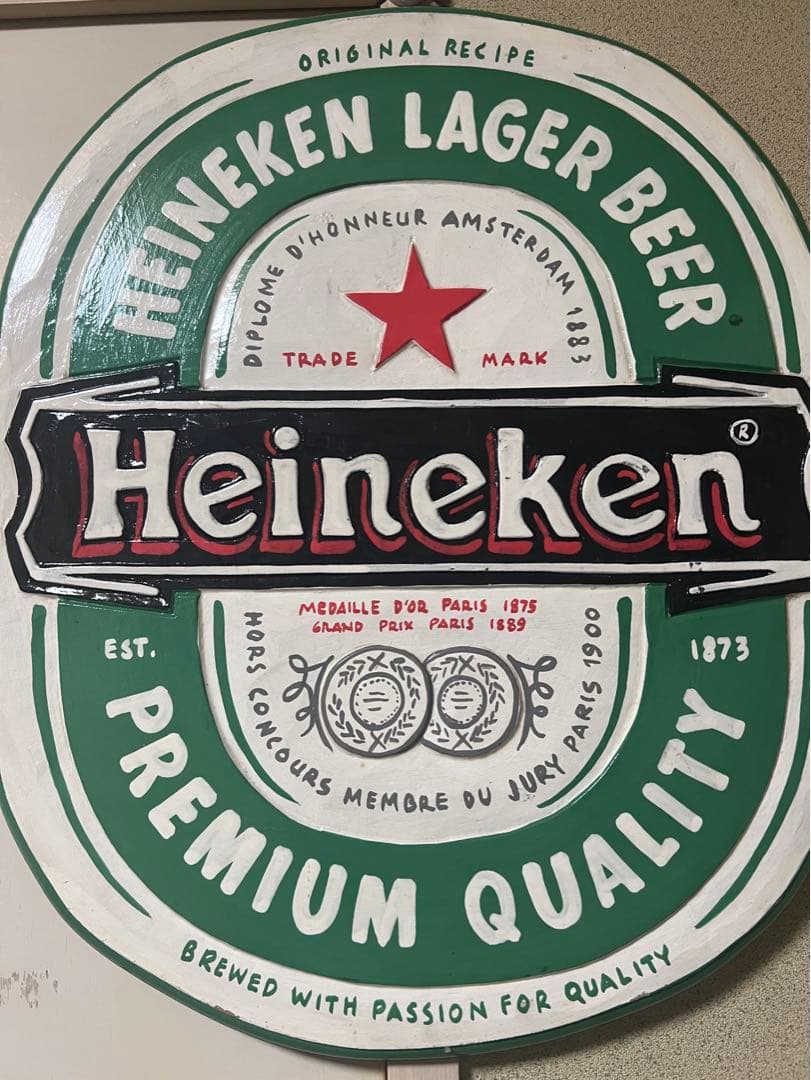 ORIGINAL RECIPE
HEINEKEN LAGER BEER
DIPLOME D'HONNEUR AMSTERDAM 1883
TRADE MARK
Heineken ®
MEDAILLE D'OR PARIS 1875
GRAND PRIX PARIS 1889
HORS CONCOURS MEMBRE DU JURY PARIS 1900
EST. 1873
PREMIUM QUALITY
BREWED WITH PASSION FOR QUALITY